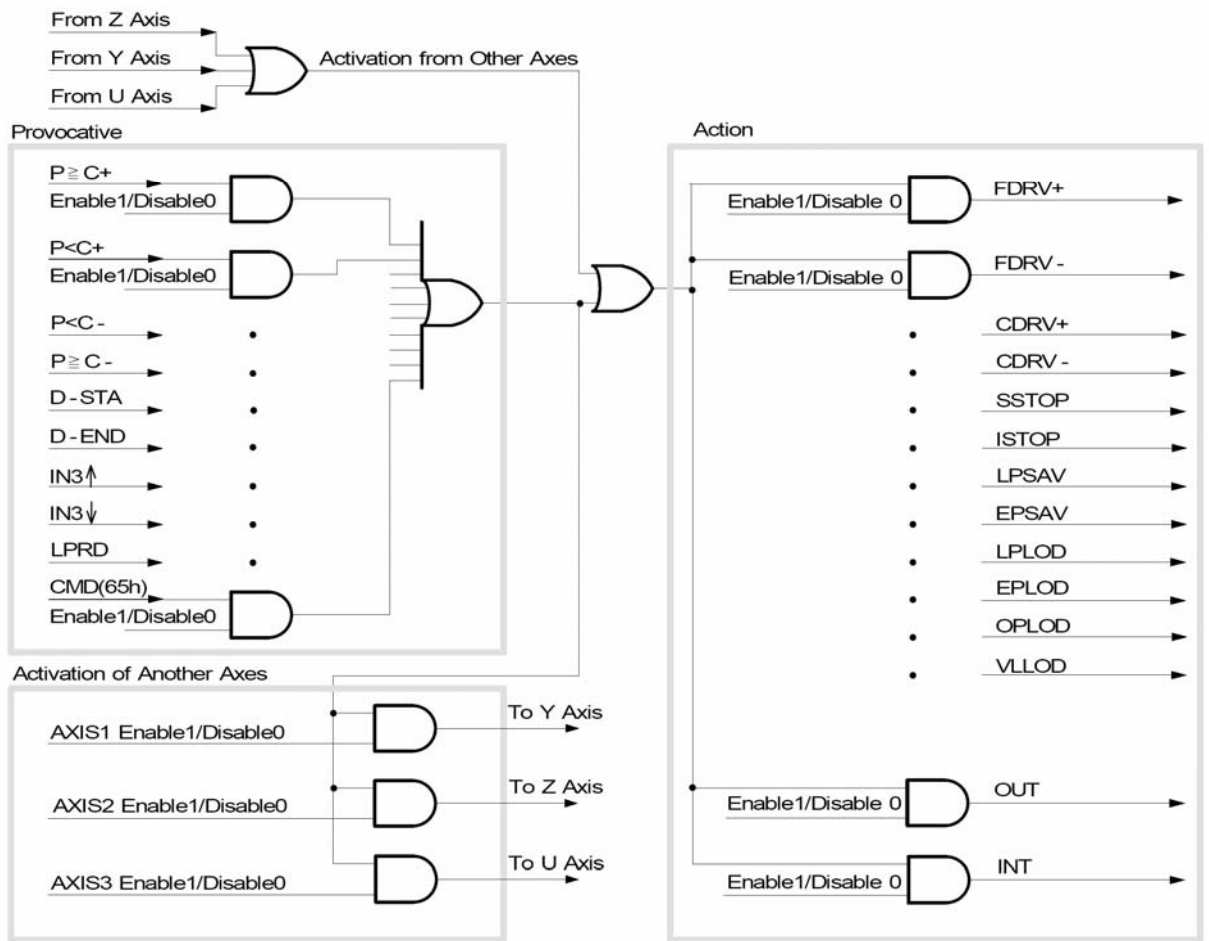 From Z Axis
From Y Axis
From U Axis
Activation from Other Axes
Provocative
P≧C+
Enable1/Disable0
P<C+
Enable1/Disable0
P<C-
P≧C-
D-STA
D-END
IN3↑
IN3↓
LPRD
CMD(65h)
Enable1/Disable0
Activation of Another Axes
AXIS1 Enable1/Disable0
To Y Axis
AXIS2 Enable1/Disable0
To Z Axis
AXIS3 Enable1/Disable0
To U Axis
Action
Enable1/Disable 0
FDRV+
Enable1/Disable 0
FDRV-
CDRV+
CDRV-
SSTOP
ISTOP
LPSAV
EPSAV
LPLOD
EPLOD
OPLOD
VLLOD
Enable1/Disable 0
OUT
Enable1/Disable 0
INT